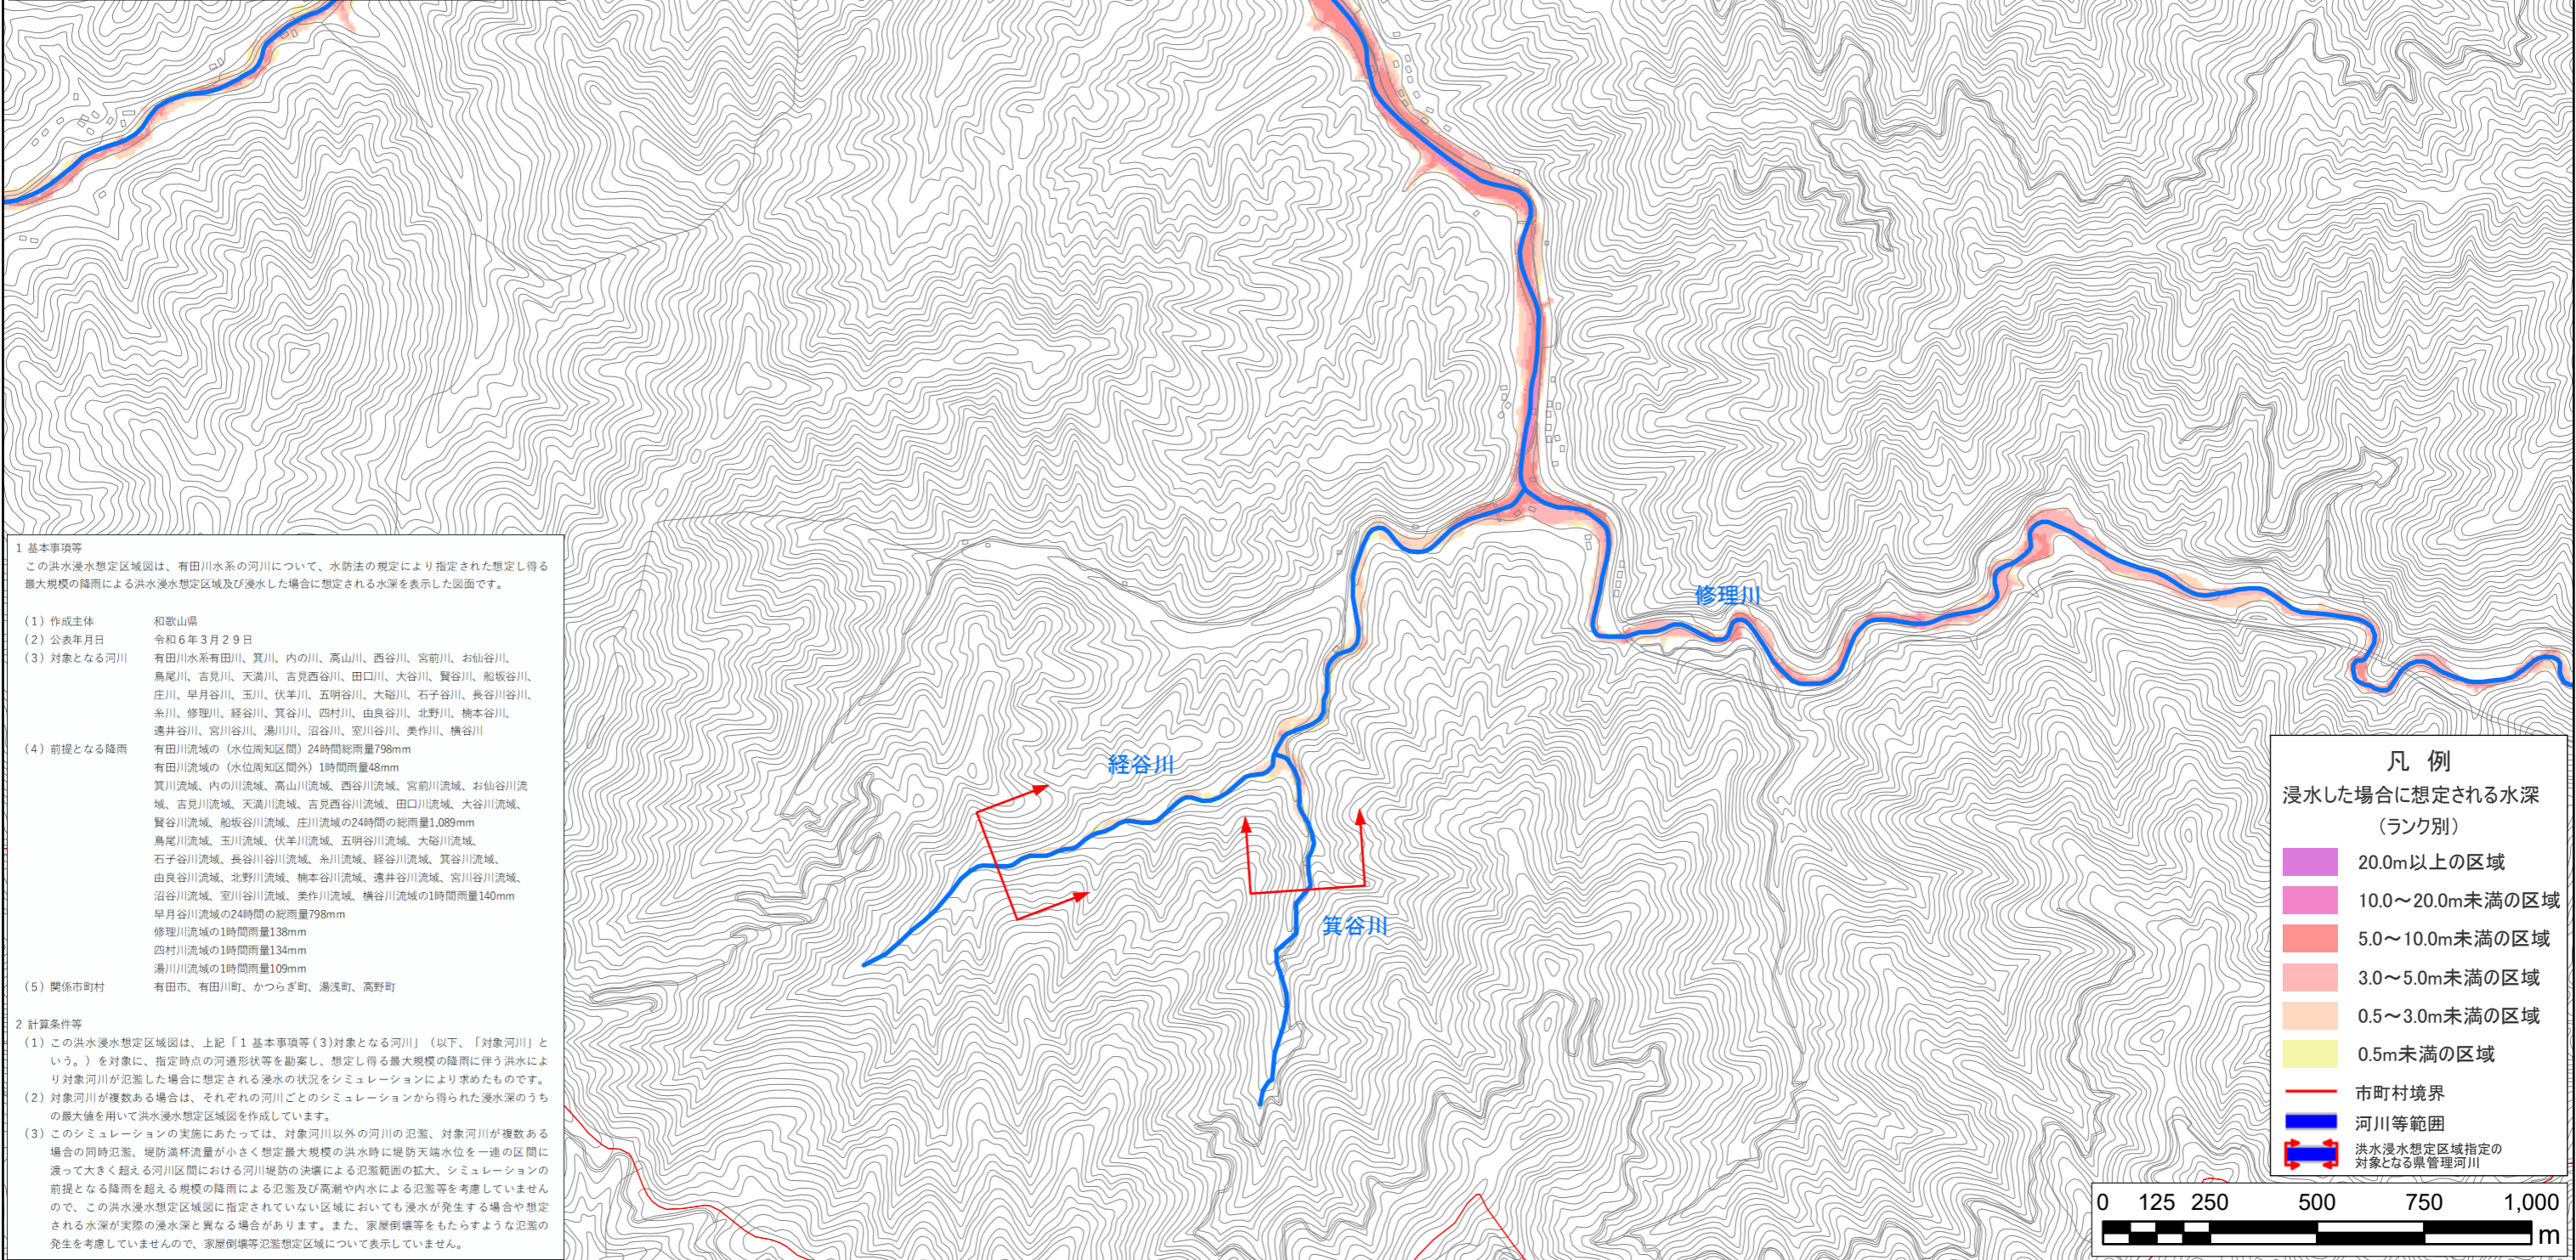 1 基本事項等
この洪水浸水想定区域図は、有田川水系の河川について、水防法の規定により指定された想定し得る
最大規模の降雨による洪水浸水想定区域及び浸水した場合に想定される水深を表示した図面です。
(1) 作成主体 和歌山県
(2) 公表年月日 令和6年3月29日
(3) 対象となる河川 有田川水系有田川、箕川、内の川、高山川、西谷川、宮前川、お仙谷川、
鳥尾川、吉見川、天満川、吉見西谷川、田口川、大谷川、賢谷川、船坂谷川、
庄川、早月谷川、玉川、伏羊川、五明谷川、大硲川、石子谷川、長谷川谷川、
糸川、修理川、経谷川、箕谷川、四村川、由良谷川、北野川、楠本谷川、
遠井谷川、宮川谷川、湯川川、沼谷川、室川谷川、美作川、横谷川
(4) 前提となる降雨 有田川流域の(水位周知区間)24時間総雨量798mm
有田川流域の(水位周知区間外)1時間雨量48mm
箕川流域、内の川流域、高山川流域、西谷川流域、宮前川流域、お仙谷川流
域、吉見川流域、天満川流域、吉見西谷川流域、田口川流域、大谷川流域、
賢谷川流域、船坂谷川流域、庄川流域の24時間の総雨量1,089mm
鳥尾川流域、玉川流域、伏羊川流域、五明谷川流域、大硲川流域、
石子谷川流域、長谷川谷川流域、糸川流域、経谷川流域、箕谷川流域、
由良谷川流域、北野川流域、楠本谷川流域、遠井谷川流域、宮川谷川流域、
沼谷川流域、室川谷川流域、美作川流域、横谷川流域の1時間雨量140mm
早月谷川流域の24時間の総雨量798mm
修理川流域の1時間雨量138mm
四村川流域の1時間雨量134mm
湯川川流域の1時間雨量109mm
(5) 関係市町村 有田市、有田川町、かつらぎ町、湯浅町、高野町
2 計算条件等
(1) この洪水浸水想定区域図は、上記「1 基本事項等(3)対象となる河川」(以下、「対象河川」と
いう。)を対象に、指定時点の河道形状等を勘案し、想定し得る最大規模の降雨に伴う洪水によ
り対象河川が氾濫した場合に想定される浸水の状況をシミュレーションにより求めたものです。
(2) 対象河川が複数ある場合は、それぞれの河川ごとのシミュレーションから得られた浸水深のうち
の最大値を用いて洪水浸水想定区域図を作成しています。
(3) このシミュレーションの実施にあたっては、対象河川以外の河川の氾濫、対象河川が複数ある
場合の同時氾濫、堤防満杯流量が小さく想定最大規模の洪水時に堤防天端水位を一連の区間に
渡って大きく超える河川区間における河川堤防の決壊による氾濫範囲の拡大、シミュレーションの
前提となる降雨を超える規模の降雨による氾濫及び高潮や内水による氾濫等を考慮していません
ので、この洪水浸水想定区域図に指定されていない区域においても浸水が発生する場合や想定
される水深が実際の浸水深と異なる場合があります。また、家屋倒壊等をもたらすような氾濫の
発生を考慮していませんので、家屋倒壊等氾濫想定区域について表示していません。
修理川
経谷川
箕谷川
凡 例
浸水した場合に想定される水深
(ランク別)
20.0m以上の区域
10.0~20.0m未満の区域
5.0~10.0m未満の区域
3.0~5.0m未満の区域
0.5~3.0m未満の区域
0.5m未満の区域
市町村境界
河川等範囲
洪水浸水想定区域指定の
対象となる県管理河川
0 125 250 500 750 1,000
m